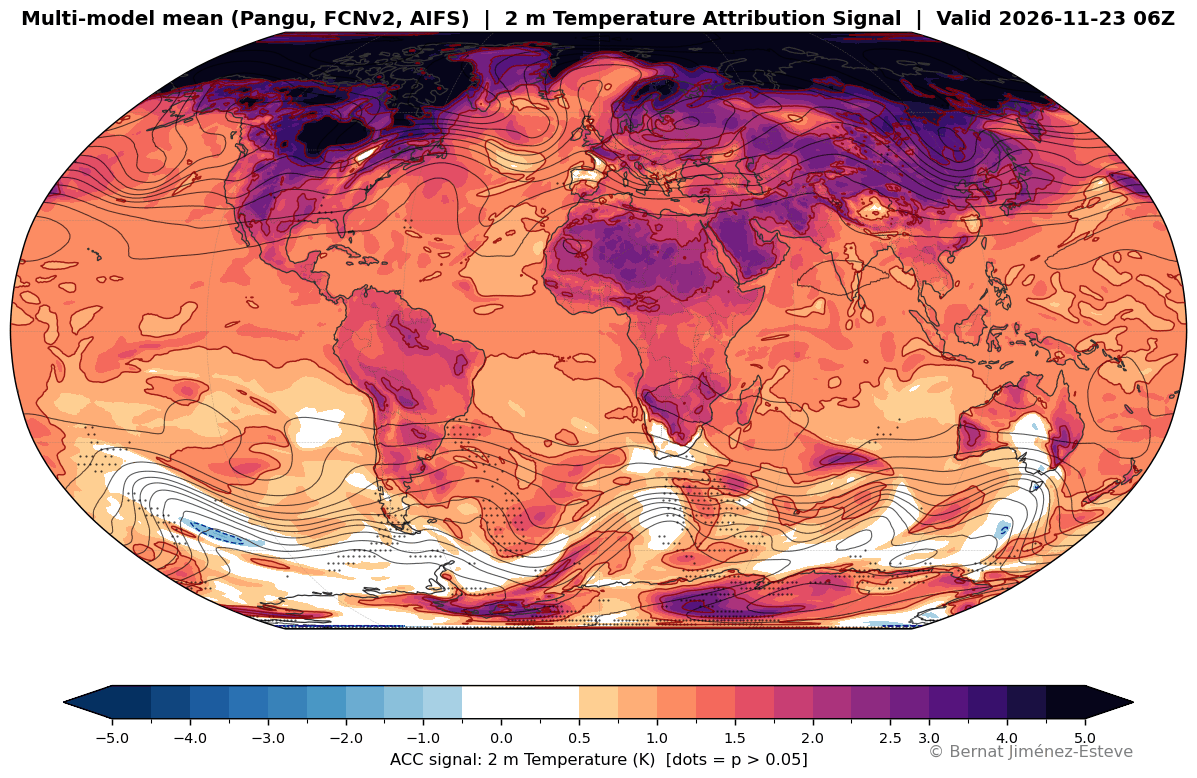 Multi-model mean (Pangu, FCNv2, AIFS) | 2 m Temperature Attribution Signal | Valid 2026-11-23 06Z
−5.0 −4.0 −3.0 −2.0 −1.0 0.0 0.5 1.0 1.5 2.0 2.5 3.0 4.0 5.0
ACC signal: 2 m Temperature (K) [dots = p > 0.05]
© Bernat Jiménez-Esteve